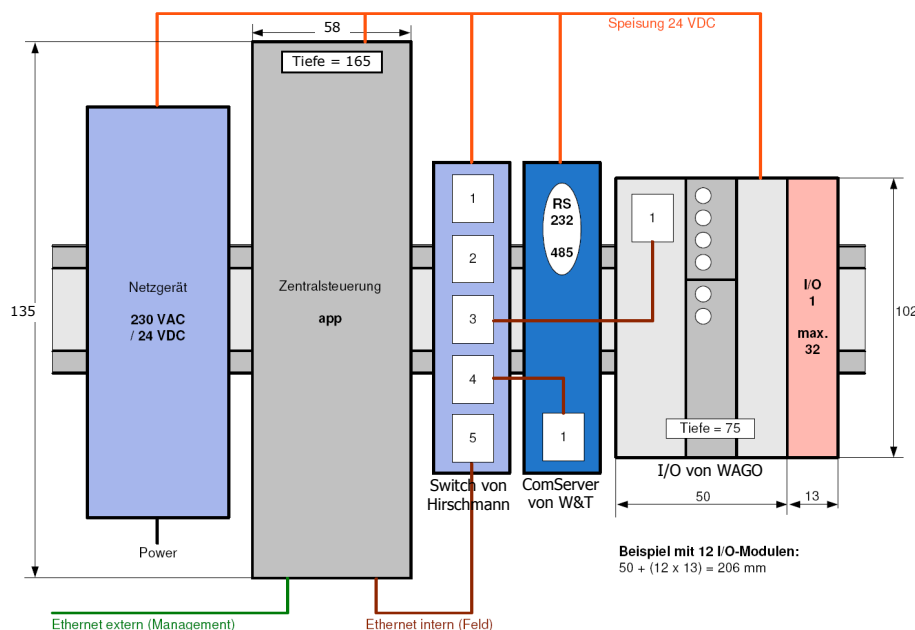 Speisung 24 VDC
58
Tiefe = 165
135
Netzgerät
230 VAC
/ 24 VDC
Power
Zentralsteuerung
app
1
2
3
4
5
Switch von
Hirschmann
RS
232
485
1
ComServer
von W&T
1
Tiefe = 75
I/O von WAGO
I/O
1
max.
32
102
50
13
Beispiel mit 12 I/O-Modulen:
50 + (12 x 13) = 206 mm
Ethernet extern (Management)
Ethernet intern (Feld)